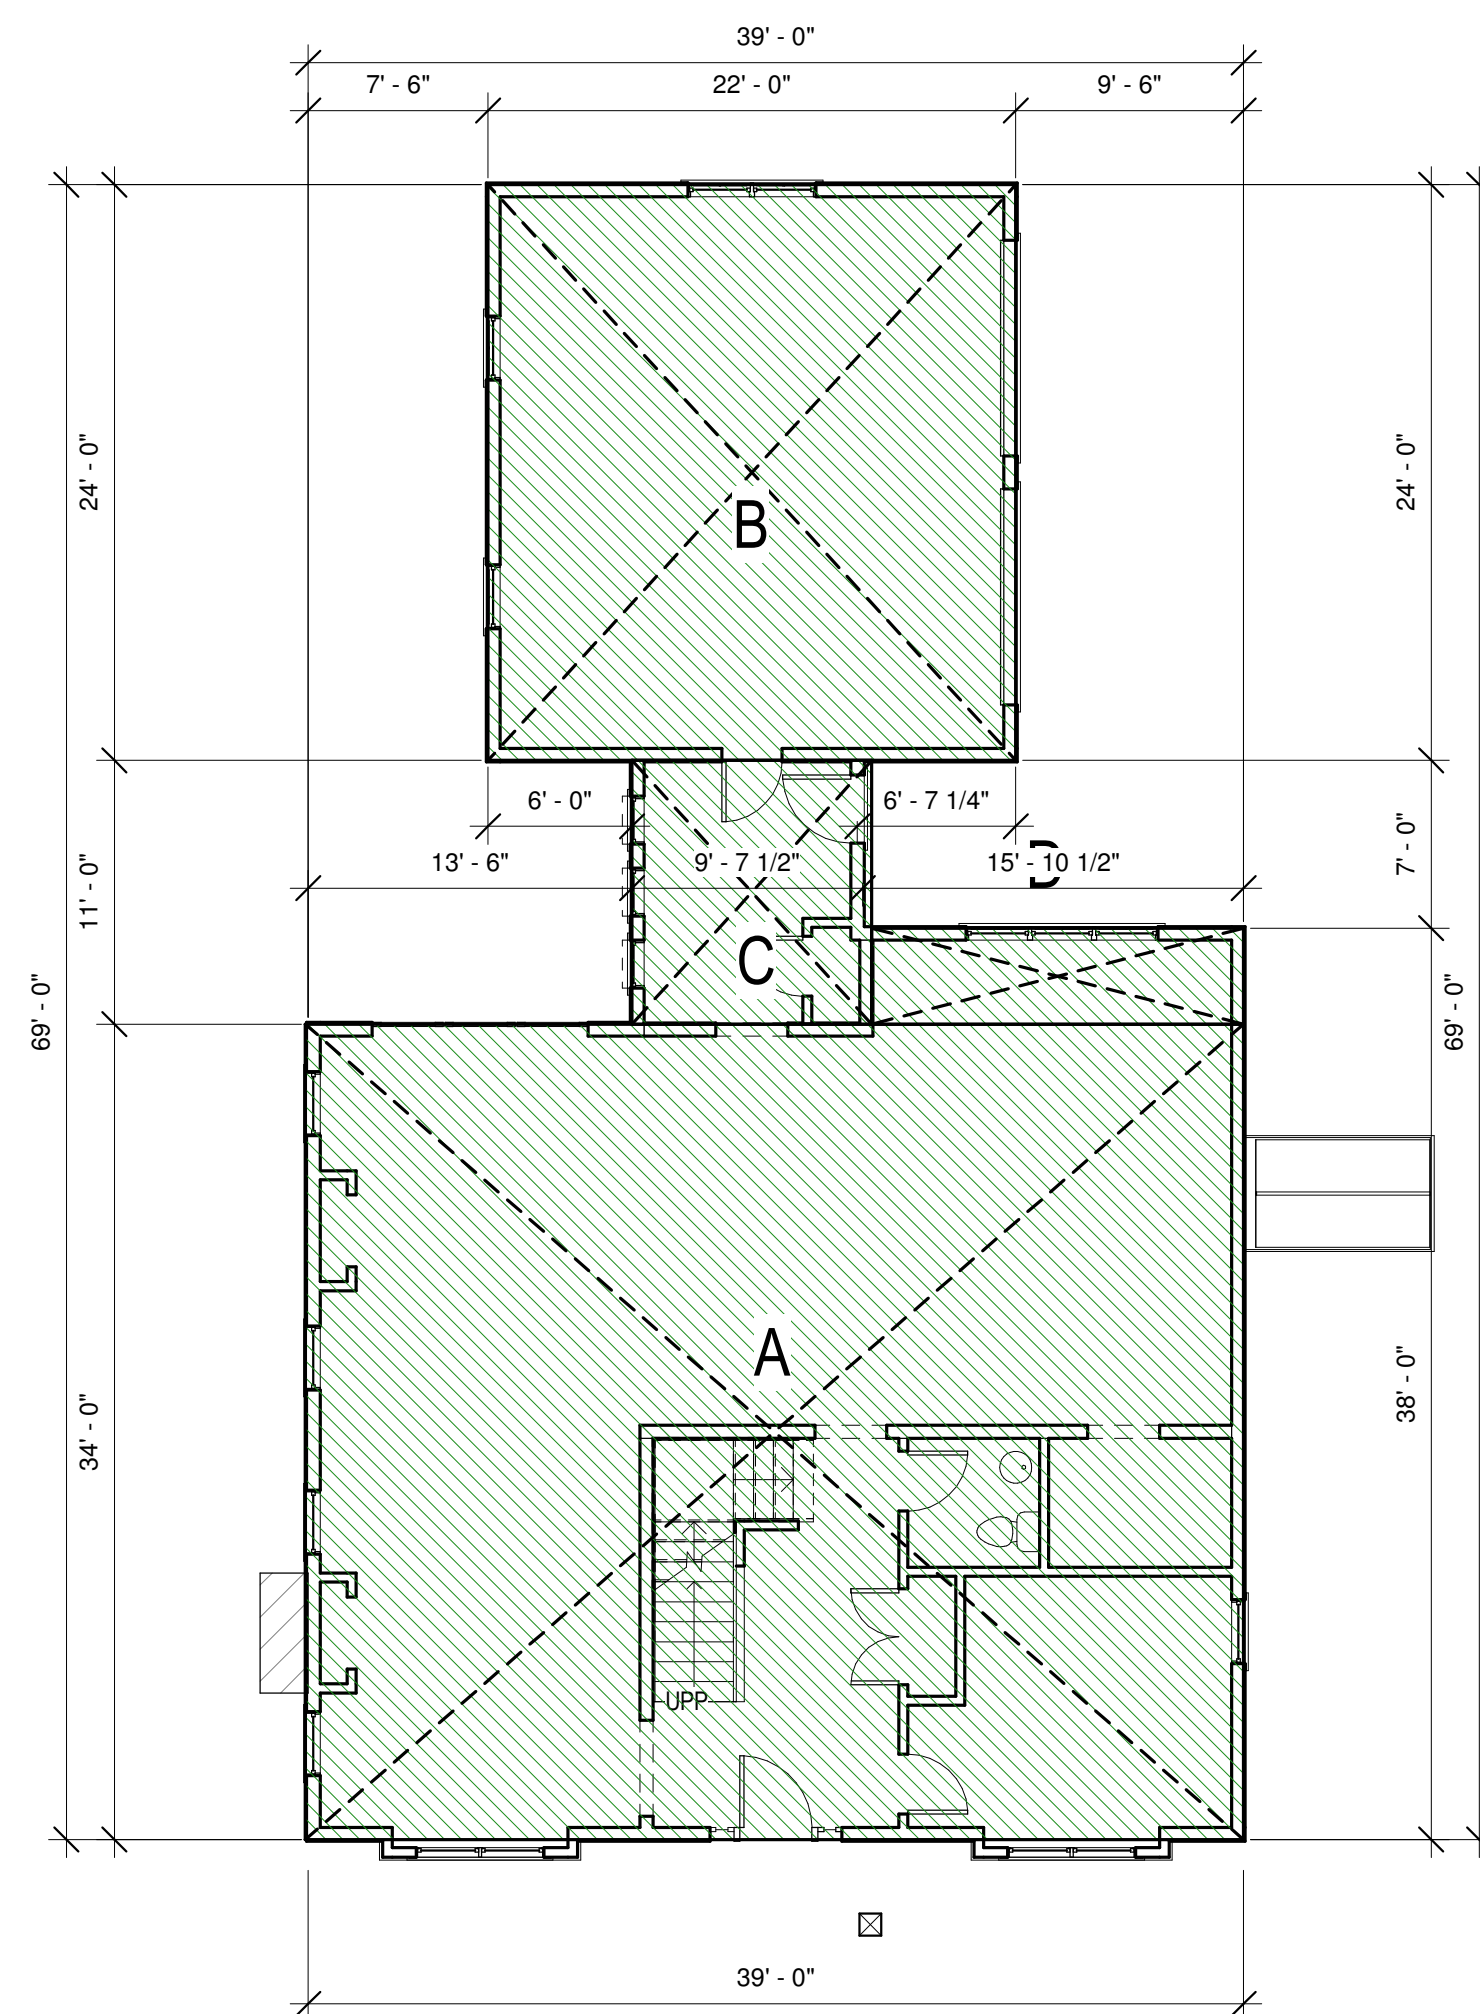 39' - 0"
7' - 6"
22' - 0"
9' - 6"
24' - 0"
24' - 0"
B
6' - 0"
6' - 7 1/4"
13' - 6"
9' - 7 1/2"
15' - 10 1/2"
D
7' - 0"
11' - 0"
C
69' - 0"
69' - 0"
A
38' - 0"
34' - 0"
UPP
39' - 0"